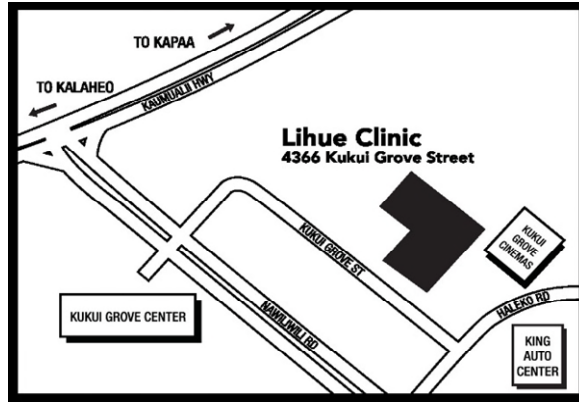 TO KAPAA
TO KALAHEO
KAUMUALII HWY
Lihue Clinic
4366 Kukui Grove Street
KUKUI GROVE ST
KUKUI
GROVE
CINEMAS
HALEKO RD
KUKUI GROVE CENTER
NAWILIWILI RD
KING
AUTO
CENTER